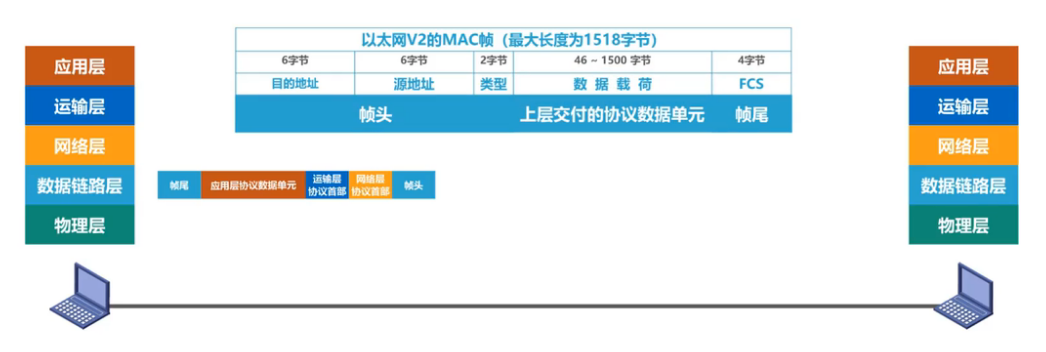 以太网V2的MAC帧（最大长度为1518字节）
6字节 6字节 2字节 46 ~ 1500 字节 4字节
目的地址 源地址 类型 数 据 载 荷 FCS
帧头 上层交付的协议数据单元 帧尾
应用层
运输层
网络层
数据链路层
物理层
帧尾 应用层协议数据单元 运输层 协议首部 网络层 协议首部 帧头
应用层
运输层
网络层
数据链路层
物理层